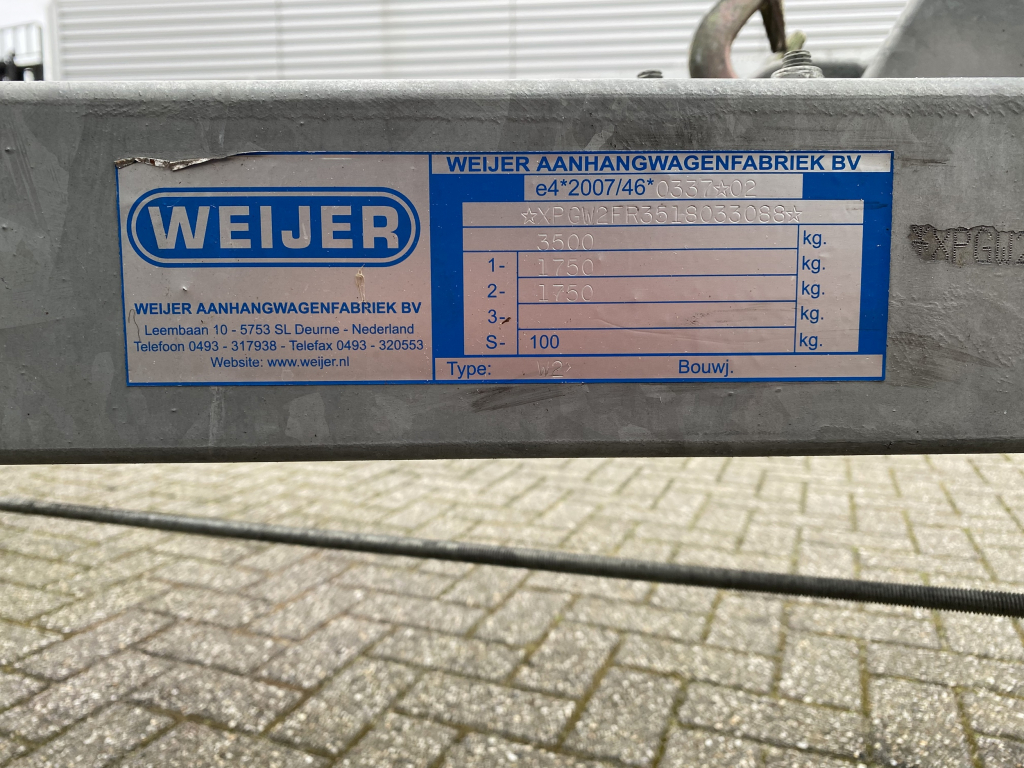 WEIJER
WEIJER AANHANGWAGENFABRIEK BV
Leembaan 10 - 5753 SL Deurne - Nederland
Telefoon 0493 - 317938 - Telefax 0493 - 320553
Website: www.weijer.nl
WEIJER AANHANGWAGENFABRIEK BV
e4*2007/46*0337☆02
☆XPGW2FR3518033088☆
3500 kg.
1- 1750 kg.
2- 1750 kg.
3- kg.
S- 100 kg.
Type: Bouwj.
XPGW2